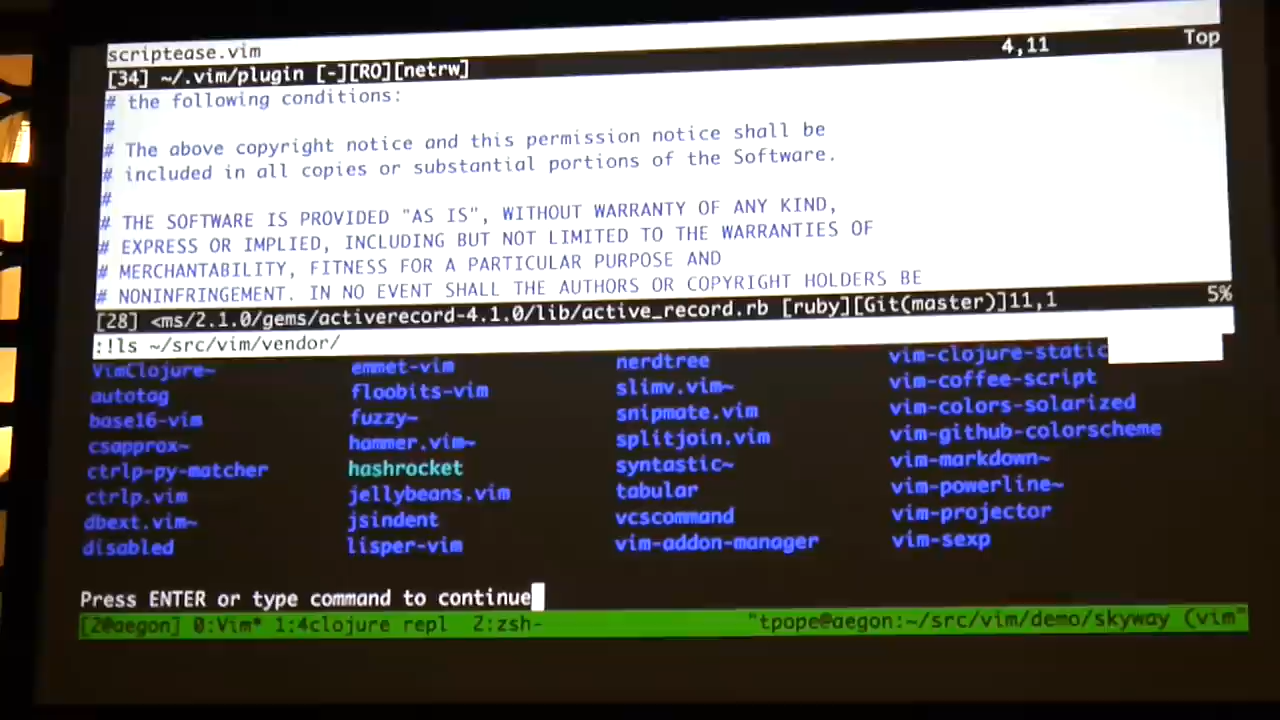 scriptease.vim
[34] ~/.vim/plugin [-][RO][netrw] 4,11 Top
# the following conditions:
#
# The above copyright notice and this permission notice shall be
# included in all copies or substantial portions of the Software.
#
# THE SOFTWARE IS PROVIDED "AS IS", WITHOUT WARRANTY OF ANY KIND,
# EXPRESS OR IMPLIED, INCLUDING BUT NOT LIMITED TO THE WARRANTIES OF
# MERCHANTABILITY, FITNESS FOR A PARTICULAR PURPOSE AND
# NONINFRINGEMENT. IN NO EVENT SHALL THE AUTHORS OR COPYRIGHT HOLDERS BE
[28] <ms/2.1.0/gems/activerecord-4.1.0/lib/active_record.rb [ruby][Git(master)]11,1 5%
:!ls ~/src/vim/vendor/
VimClojure~ emmet-vim nerdtree vim-clojure-static
autotag floobits-vim slimv.vim~ vim-coffee-script
base16-vim fuzzy~ snipmate.vim vim-colors-solarized
csapprox~ hammer.vim~ splitjoin.vim vim-github-colorscheme
ctrlp-py-matcher hashrocket syntastic~ vim-markdown~
ctrlp.vim jellybeans.vim tabular vim-powerline~
dbext.vim~ jsindent vcscommand vim-projector
disabled lisper-vim vim-addon-manager vim-sexp
Press ENTER or type command to continue
[2@aegon] 0:Vim* 1:4clojure repl 2:zsh- "tpope@aegon:~/src/vim/demo/skyway (vim"